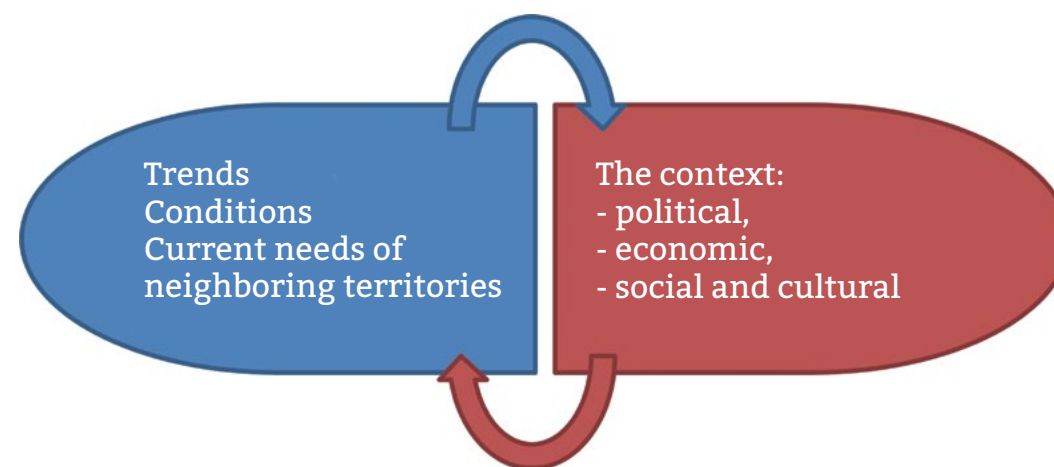 Trends
Conditions
Current needs of
neighboring territories
The context:
- political,
- economic,
- social and cultural